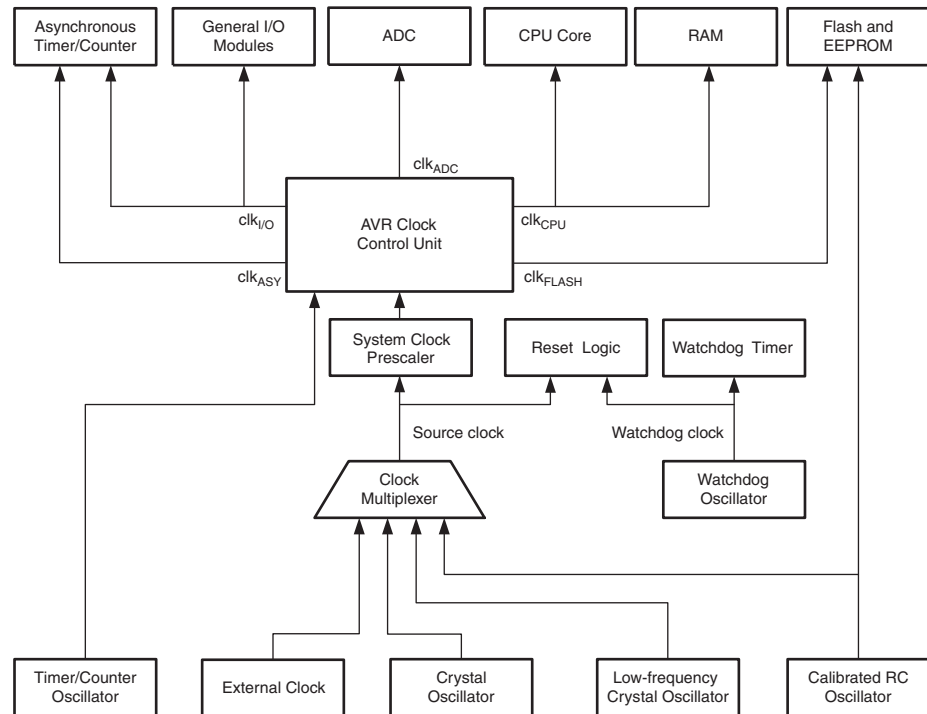 Asynchronous
Timer/Counter
General I/O
Modules
ADC
CPU Core
RAM
Flash and
EEPROM
clkADC
clkI/O
AVR Clock
Control Unit
clkCPU
clkASY
clkFLASH
System Clock
Prescaler
Reset Logic
Watchdog Timer
Source clock
Watchdog clock
Clock
Multiplexer
Watchdog
Oscillator
Timer/Counter
Oscillator
External Clock
Crystal
Oscillator
Low-frequency
Crystal Oscillator
Calibrated RC
Oscillator